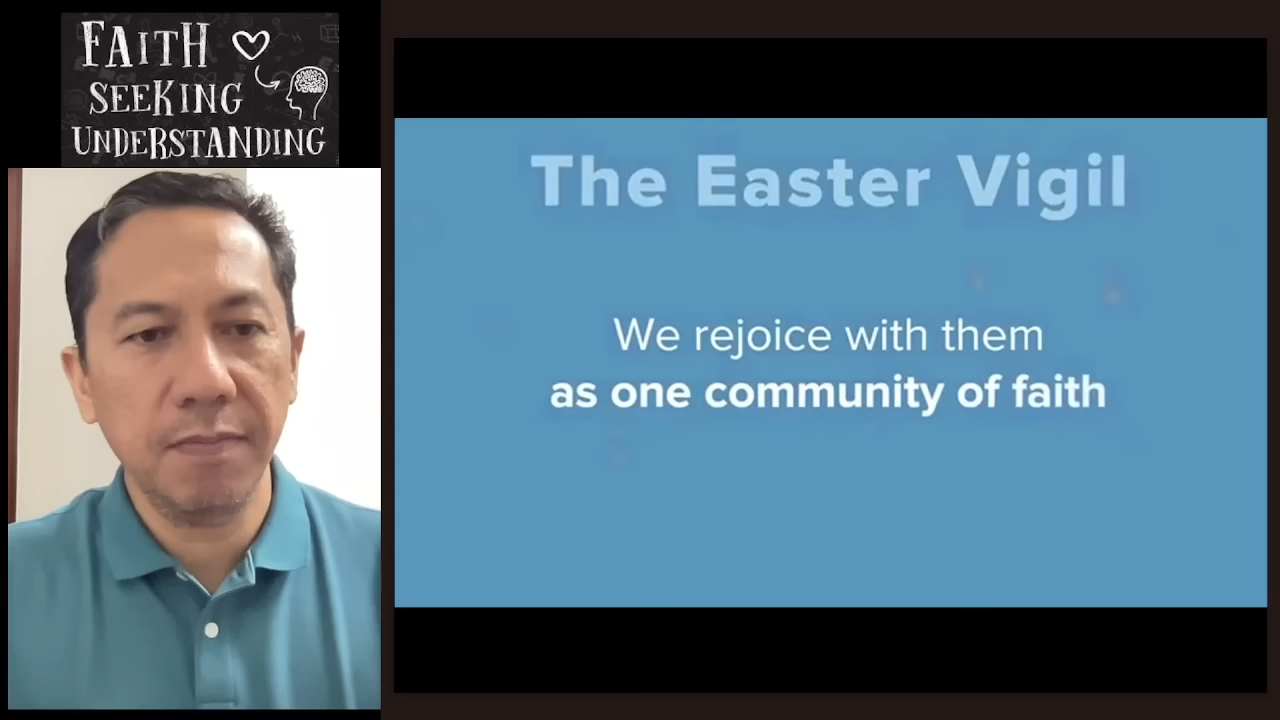 FAITH
SEEKING
UNDERSTANDING
The Easter Vigil
We rejoice with them
as one community of faith